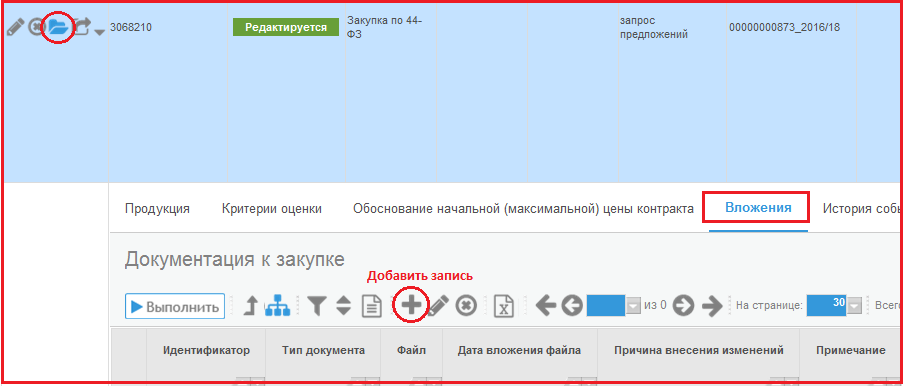 3068210 Редактируется Закупка по 44-ФЗ запрос предложений 00000000873_2016/18
Продукция Критерии оценки Обоснование начальной (максимальной) цены контракта Вложения История собы
Документация к закупке
Добавить запись
Выполнить из 0 На странице: 30 Всего
Идентификатор Тип документа Файл Дата вложения файла Причина внесения изменений Примечание